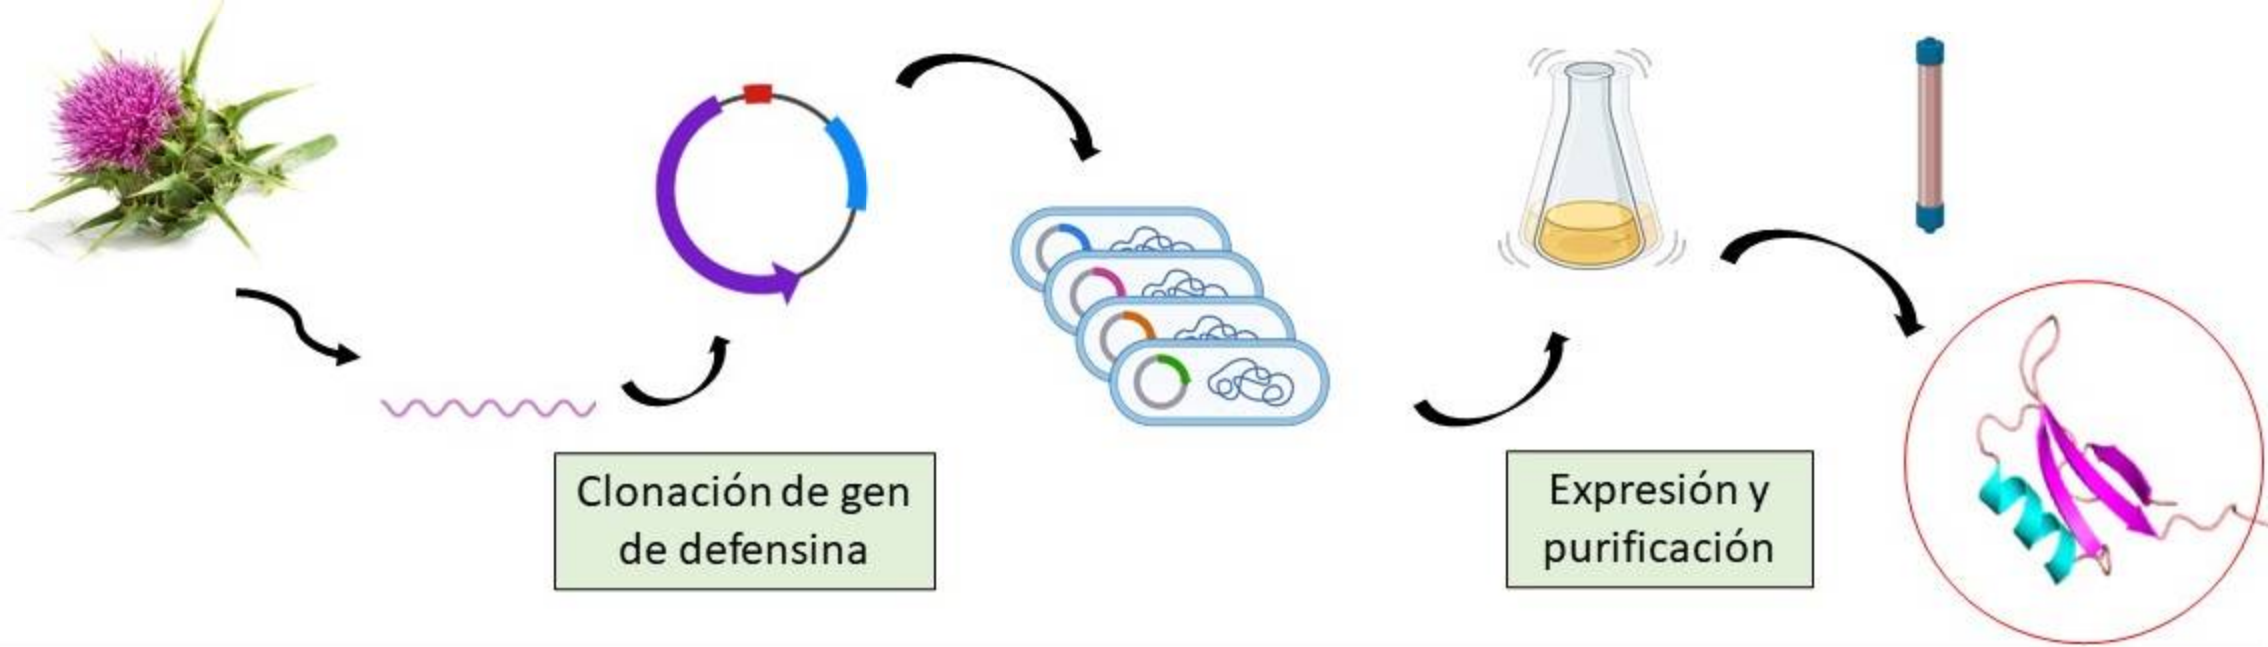 Clonación de gen
de defensina
Expresión y
purificación